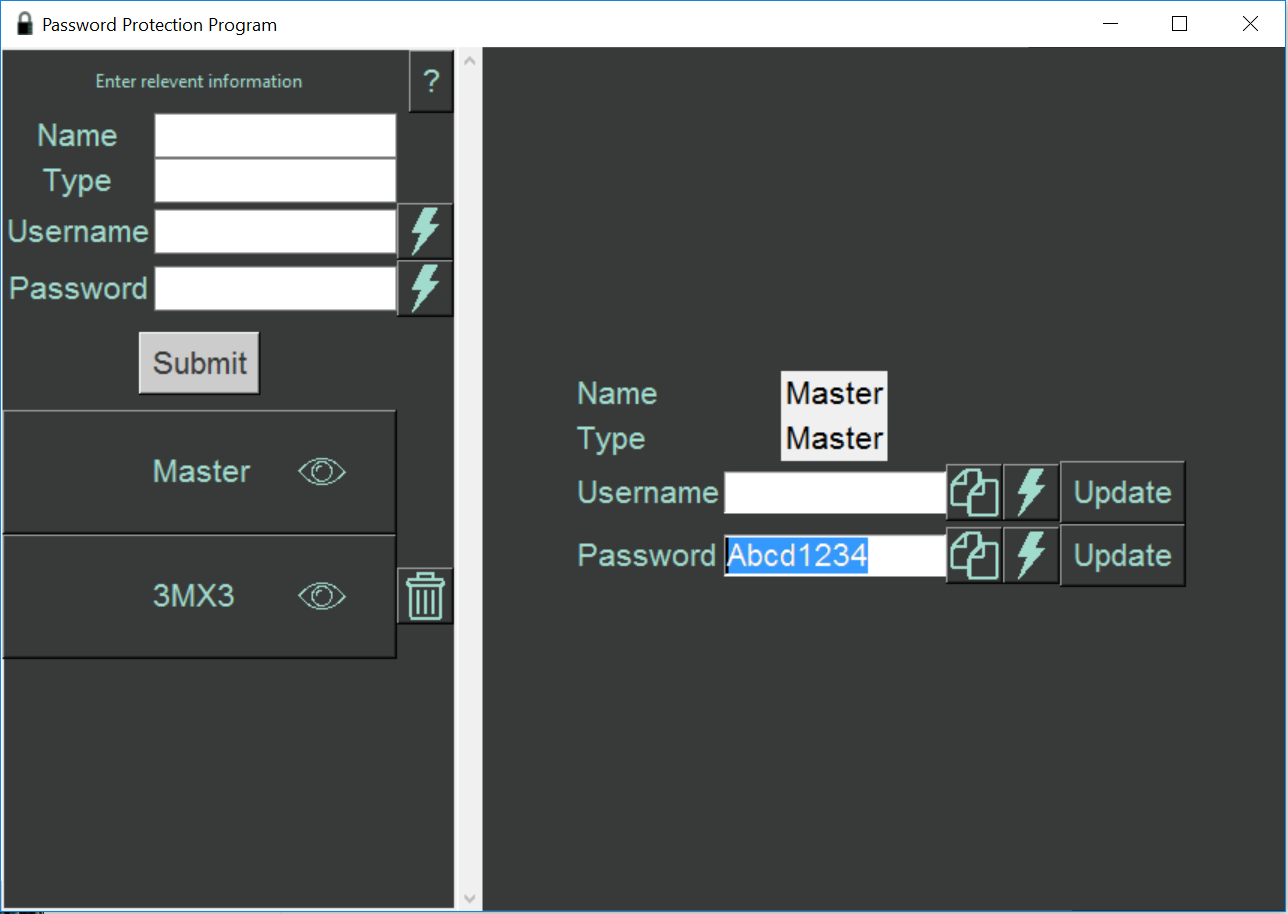 Password Protection Program
Enter relevent information
?
Name
Type
Username
Password
Submit
Master
3MX3
Name Master
Type Master
Username Update
Password Abcd1234 Update